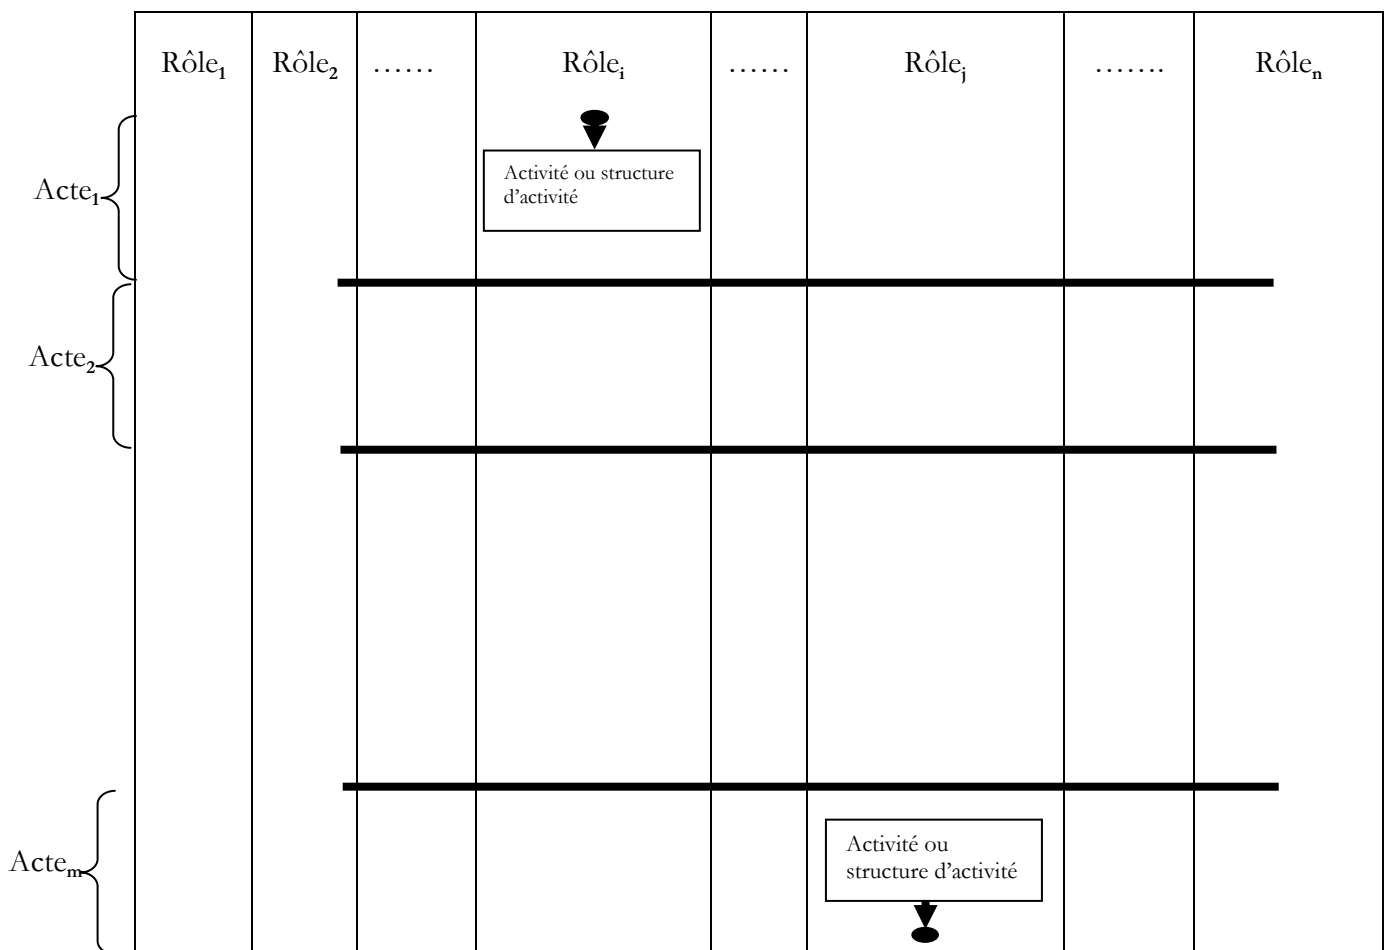 Rôle1 Rôle2 …… Rôlei …… Rôlej ……. Rôlen
Activité ou structure
d'activité
Acte1
Acte2
Activité ou
structure d'activité
Actem